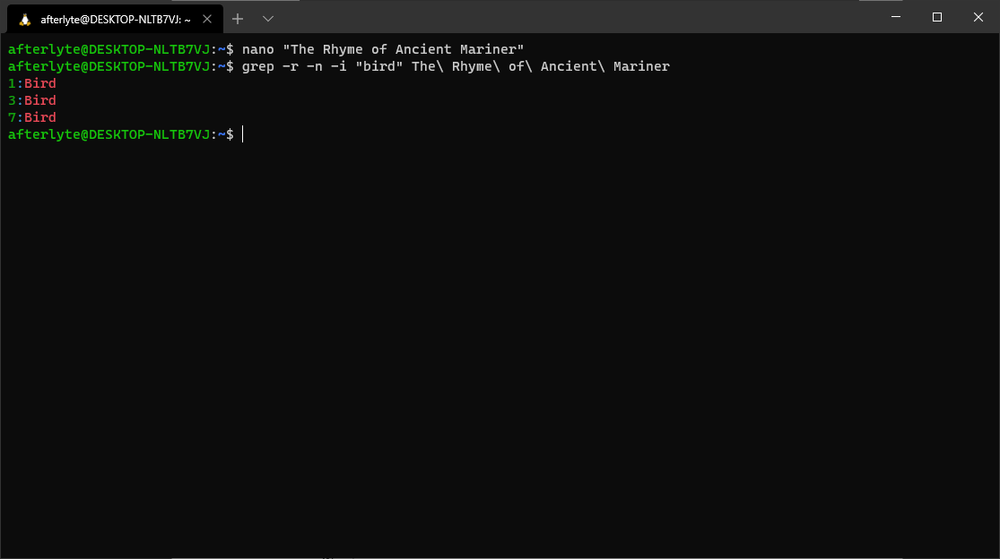 afterlyte@DESKTOP-NLTB7VJ: ~
afterlyte@DESKTOP-NLTB7VJ:~$ nano "The Rhyme of Ancient Mariner"
afterlyte@DESKTOP-NLTB7VJ:~$ grep -r -n -i "bird" The\ Rhyme\ of\ Ancient\ Mariner
1:Bird
3:Bird
7:Bird
afterlyte@DESKTOP-NLTB7VJ:~$